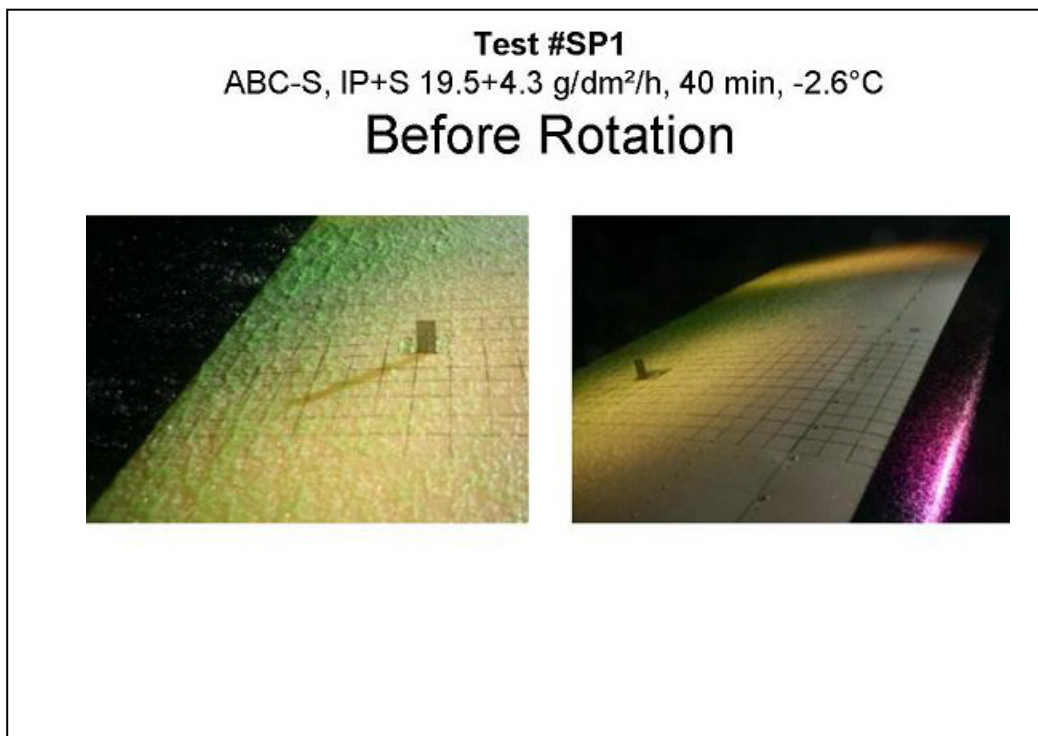 Test #SP1
ABC-S, IP+S 19.5+4.3 g/dm²/h, 40 min, -2.6°C
Before Rotation